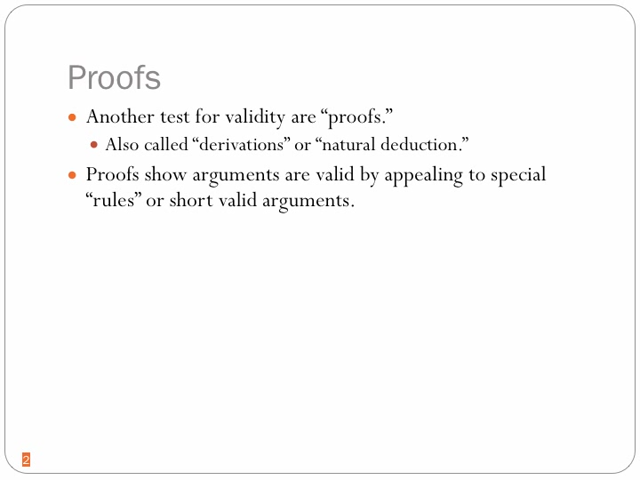 Proofs
• Another test for validity are “proofs.”
• Also called “derivations” or “natural deduction.”
• Proofs show arguments are valid by appealing to special
“rules” or short valid arguments.
2